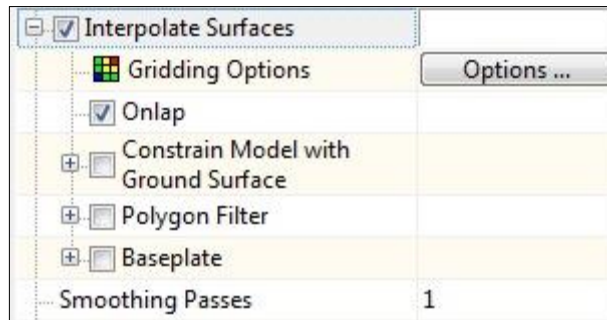 Interpolate Surfaces
Gridding Options Options ...
Onlap
Constrain Model with
Ground Surface
Polygon Filter
Baseplate
Smoothing Passes 1